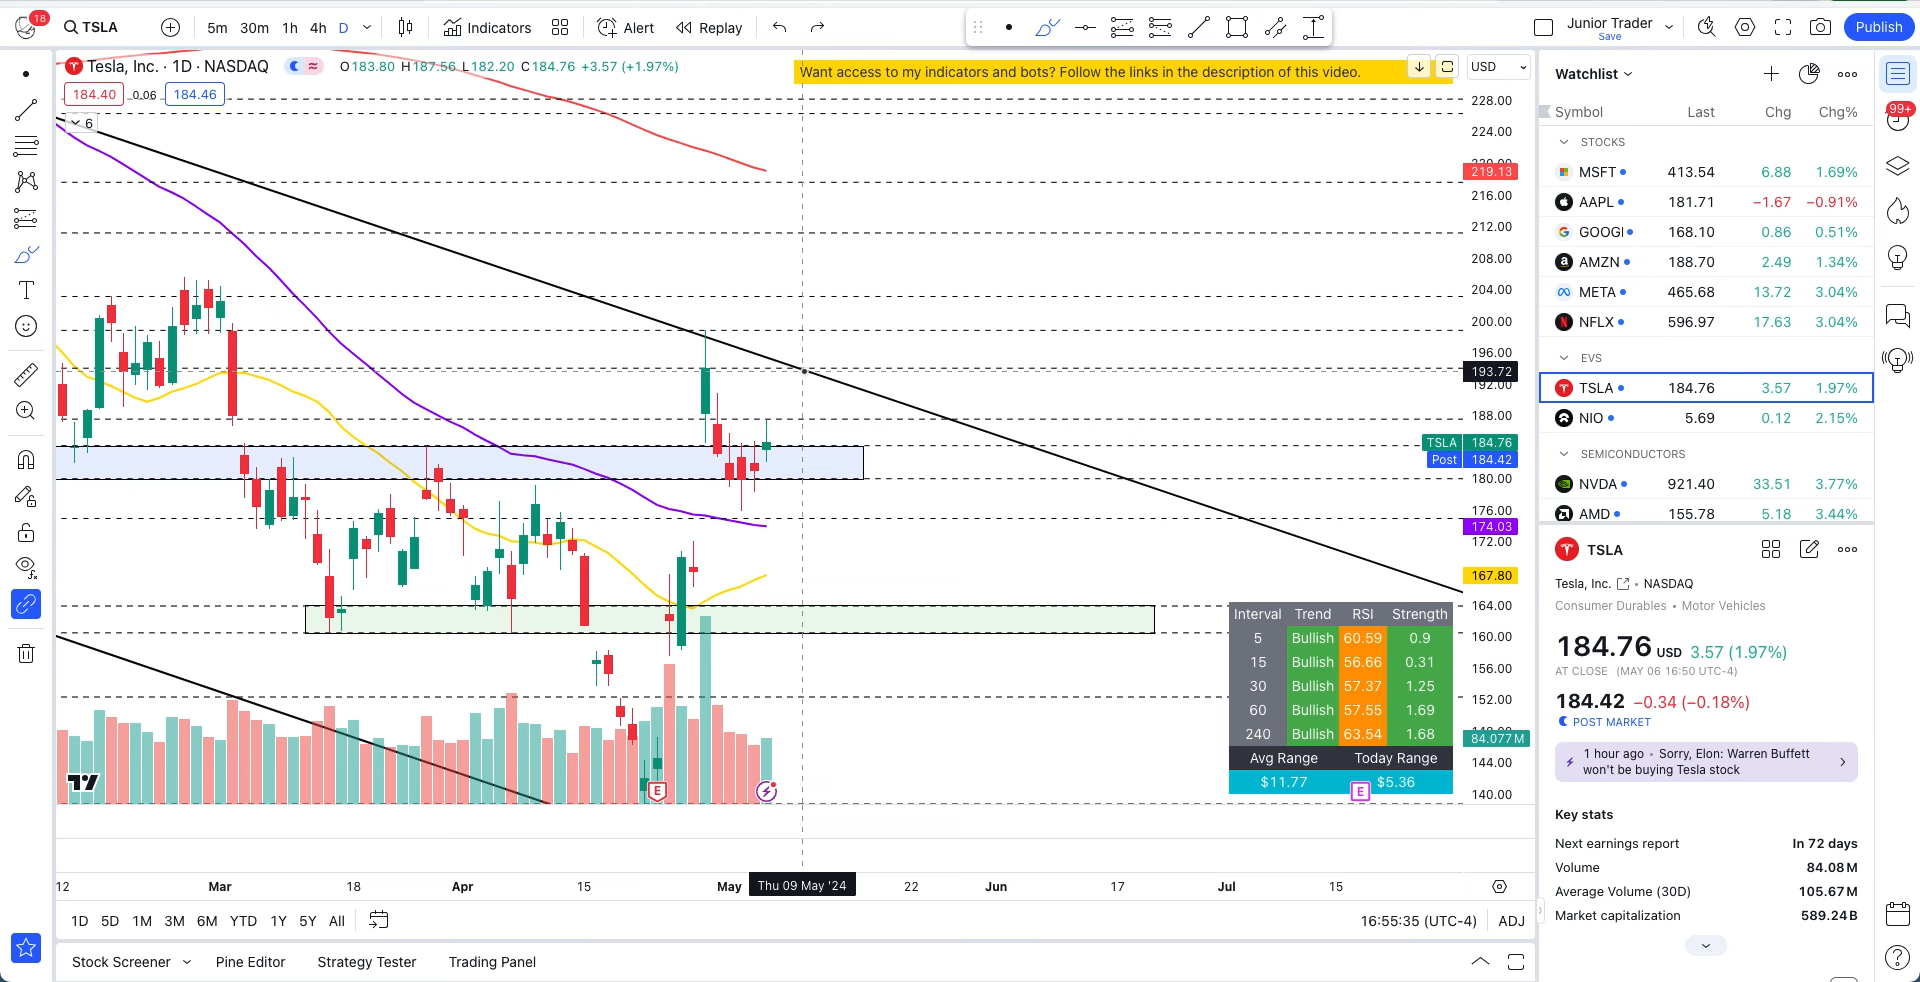 18
TSLA
5m 30m 1h 4h D
Indicators
Alert
Replay
Junior Trader
Save
Publish
Tesla, Inc. · 1D · NASDAQ
O183.80 H187.56 L182.20 C184.76 +3.57 (+1.97%)
184.40 0.06 184.46
6
Want access to my indicators and bots? Follow the links in the description of this video.
USD
228.00
224.00
220.00
219.13
216.00
212.00
208.00
204.00
200.00
196.00
193.72
192.00
188.00
TSLA 184.76
Post 184.42
180.00
176.00
174.03
172.00
167.80
164.00
160.00
156.00
152.00
84.077 M
144.00
140.00
Interval Trend RSI Strength
5 Bullish 60.59 0.9
15 Bullish 56.66 0.31
30 Bullish 57.37 1.25
60 Bullish 57.55 1.69
240 Bullish 63.54 1.68
Avg Range Today Range
$11.77 $5.36
E
E
12 Mar 18 Apr 15 May Thu 09 May '24 22 Jun 17 Jul 15
1D 5D 1M 3M 6M YTD 1Y 5Y All
16:55:35 (UTC-4) ADJ
Stock Screener Pine Editor Strategy Tester Trading Panel
Watchlist
Symbol Last Chg Chg%
STOCKS
MSFT 413.54 6.88 1.69%
AAPL 181.71 −1.67 −0.91%
GOOGL 168.10 0.86 0.51%
AMZN 188.70 2.49 1.34%
META 465.68 13.72 3.04%
NFLX 596.97 17.63 3.04%
EVS
TSLA 184.76 3.57 1.97%
NIO 5.69 0.12 2.15%
SEMICONDUCTORS
NVDA 921.40 33.51 3.77%
AMD 155.78 5.18 3.44%
99+
TSLA
Tesla, Inc. • NASDAQ
Consumer Durables • Motor Vehicles
184.76 USD 3.57 (1.97%)
AT CLOSE (MAY 06 16:50 UTC-4)
184.42 −0.34 (−0.18%)
POST MARKET
1 hour ago • Sorry, Elon: Warren Buffett
won't be buying Tesla stock
Key stats
Next earnings report In 72 days
Volume 84.08 M
Average Volume (30D) 105.67 M
Market capitalization 589.24 B